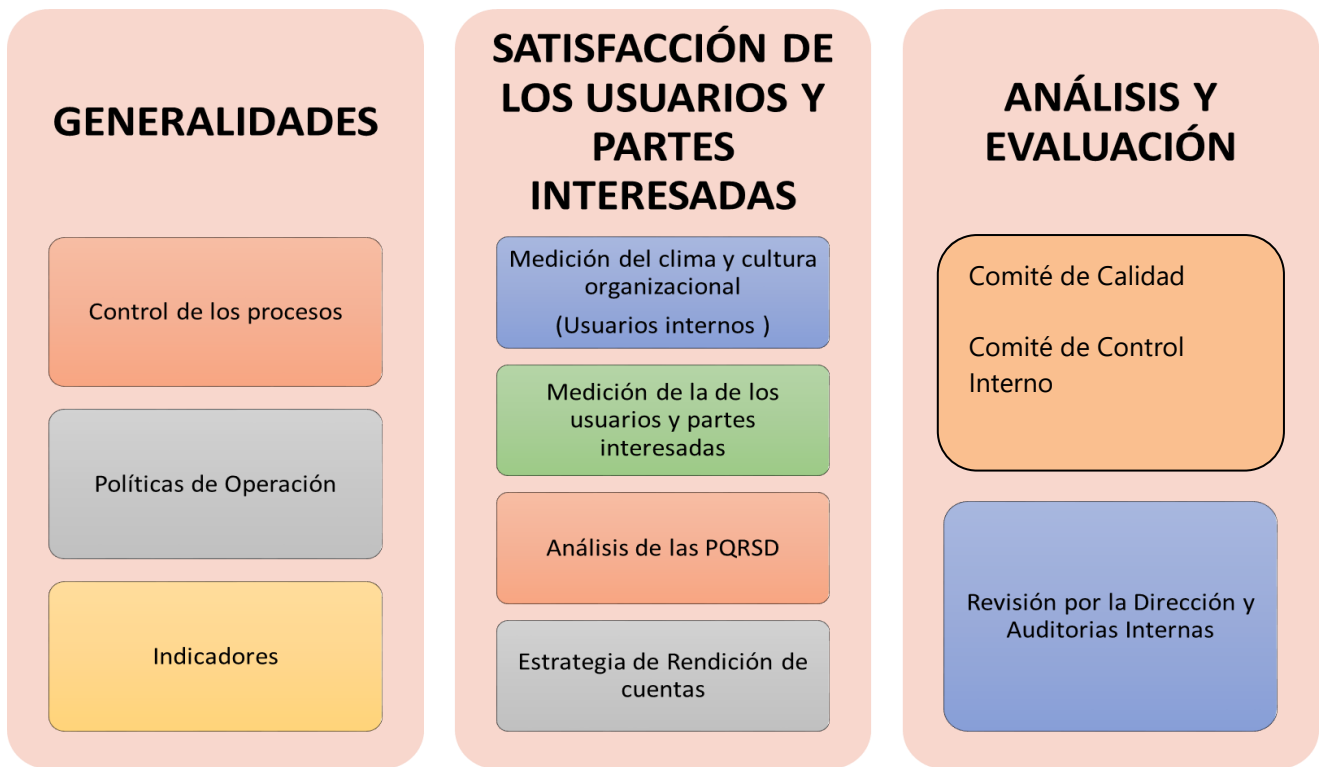 GENERALIDADES
Control de los procesos
Políticas de Operación
Indicadores
SATISFACCIÓN DE
LOS USUARIOS Y
PARTES
INTERESADAS
Medición del clima y cultura
organizacional
(Usuarios internos )
Medición de la de los
usuarios y partes
interesadas
Análisis de las PQRSD
Estrategia de Rendición de
cuentas
ANÁLISIS Y
EVALUACIÓN
Comité de Calidad
Comité de Control
Interno
Revisión por la Dirección y
Auditorias Internas